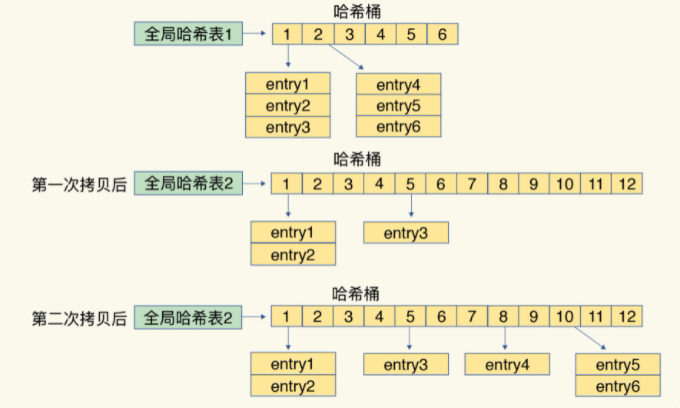 哈希桶
全局哈希表1 1 2 3 4 5 6
entry1 entry4
entry2 entry5
entry3 entry6
哈希桶
第一次拷贝后 全局哈希表2 1 2 3 4 5 6 7 8 9 10 11 12
entry1 entry3
entry2
哈希桶
第二次拷贝后 全局哈希表2 1 2 3 4 5 6 7 8 9 10 11 12
entry1 entry3 entry4 entry5
entry2 entry6